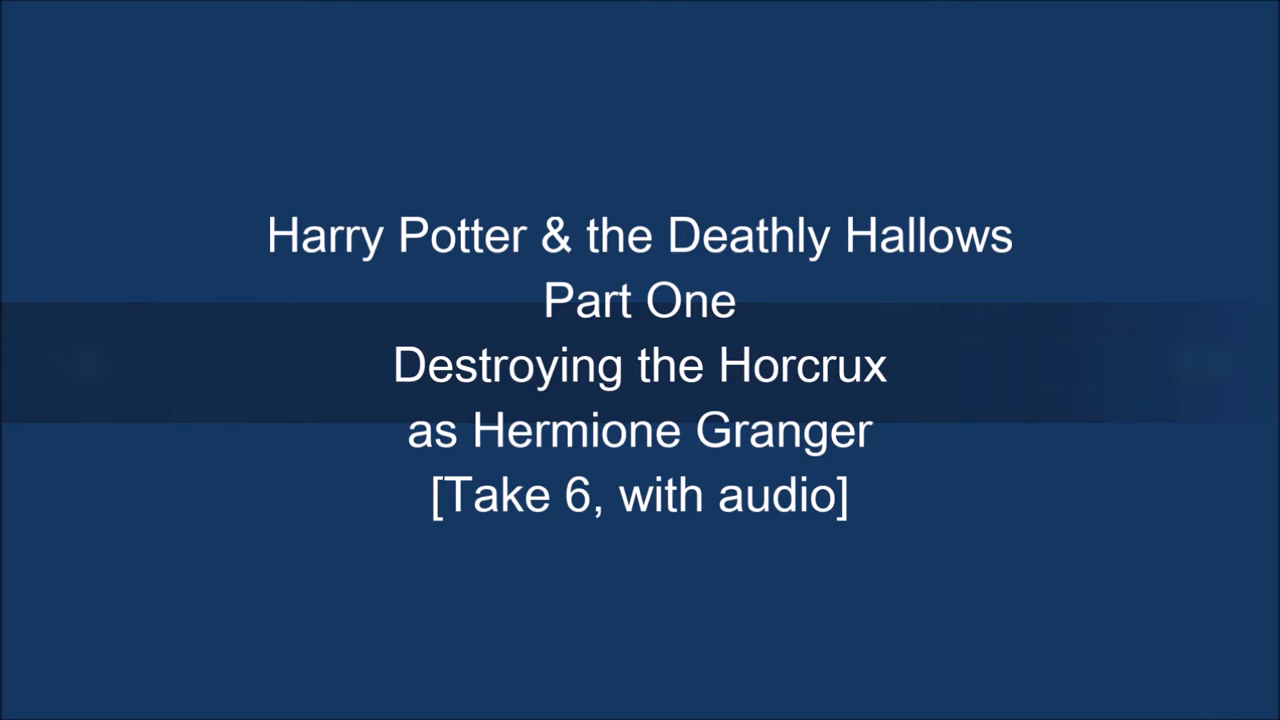 Harry Potter & the Deathly Hallows
Part One
Destroying the Horcrux
as Hermione Granger
[Take 6, with audio]